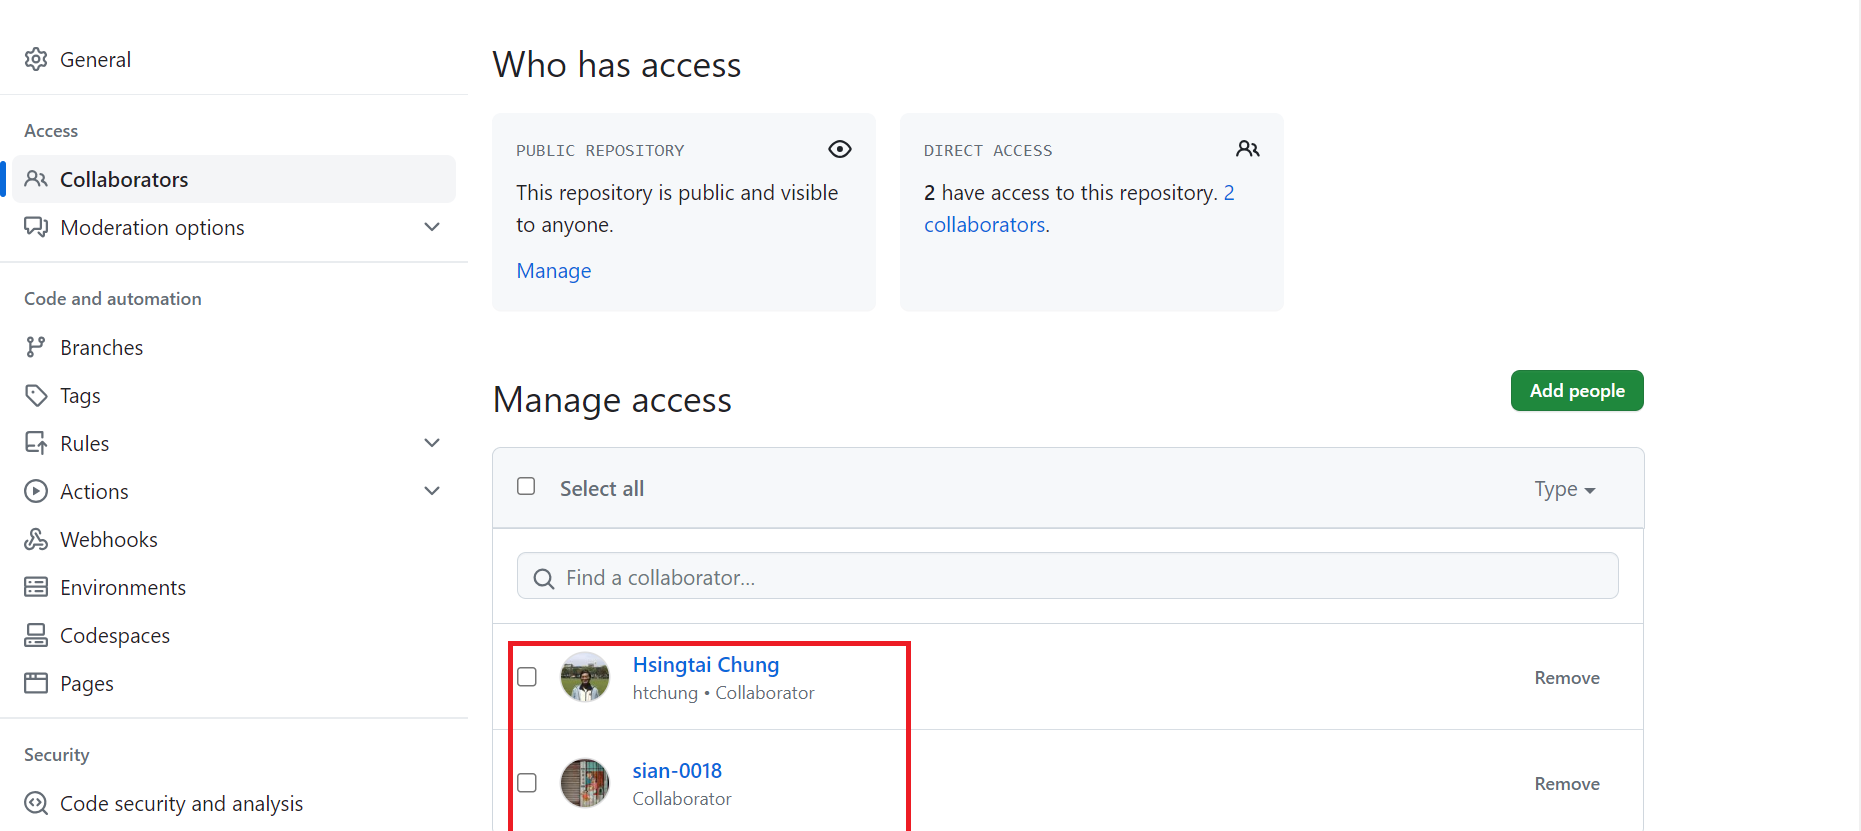 General
Access
Collaborators
Moderation options
Code and automation
Branches
Tags
Rules
Actions
Webhooks
Environments
Codespaces
Pages
Security
Code security and analysis
Who has access
PUBLIC REPOSITORY
This repository is public and visible
to anyone.
Manage
DIRECT ACCESS
2 have access to this repository. 2
collaborators.
Manage access
Add people
Select all
Type
Find a collaborator...
Hsingtai Chung
htchung • Collaborator
Remove
sian-0018
Collaborator
Remove